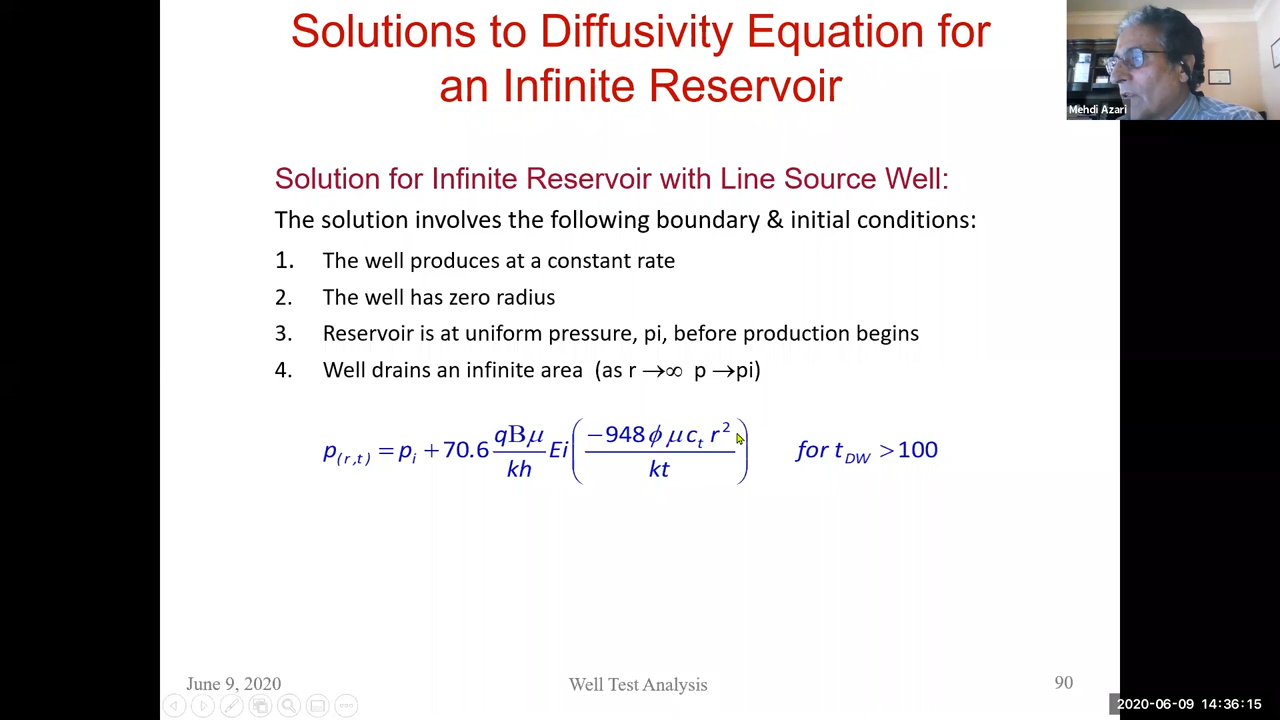 Solutions to Diffusivity Equation for
an Infinite Reservoir
Mehdi Azari
Solution for Infinite Reservoir with Line Source Well:
The solution involves the following boundary & initial conditions:
1. The well produces at a constant rate
2. The well has zero radius
3. Reservoir is at uniform pressure, pi, before production begins
4. Well drains an infinite area (as r →∞ p →pi)
p(r,t) = pi + 70.6 qBμ/kh Ei(−948 ϕ μ ct r²/kt) for tDW > 100
June 9, 2020 Well Test Analysis 90
2020-06-09 14:36:15